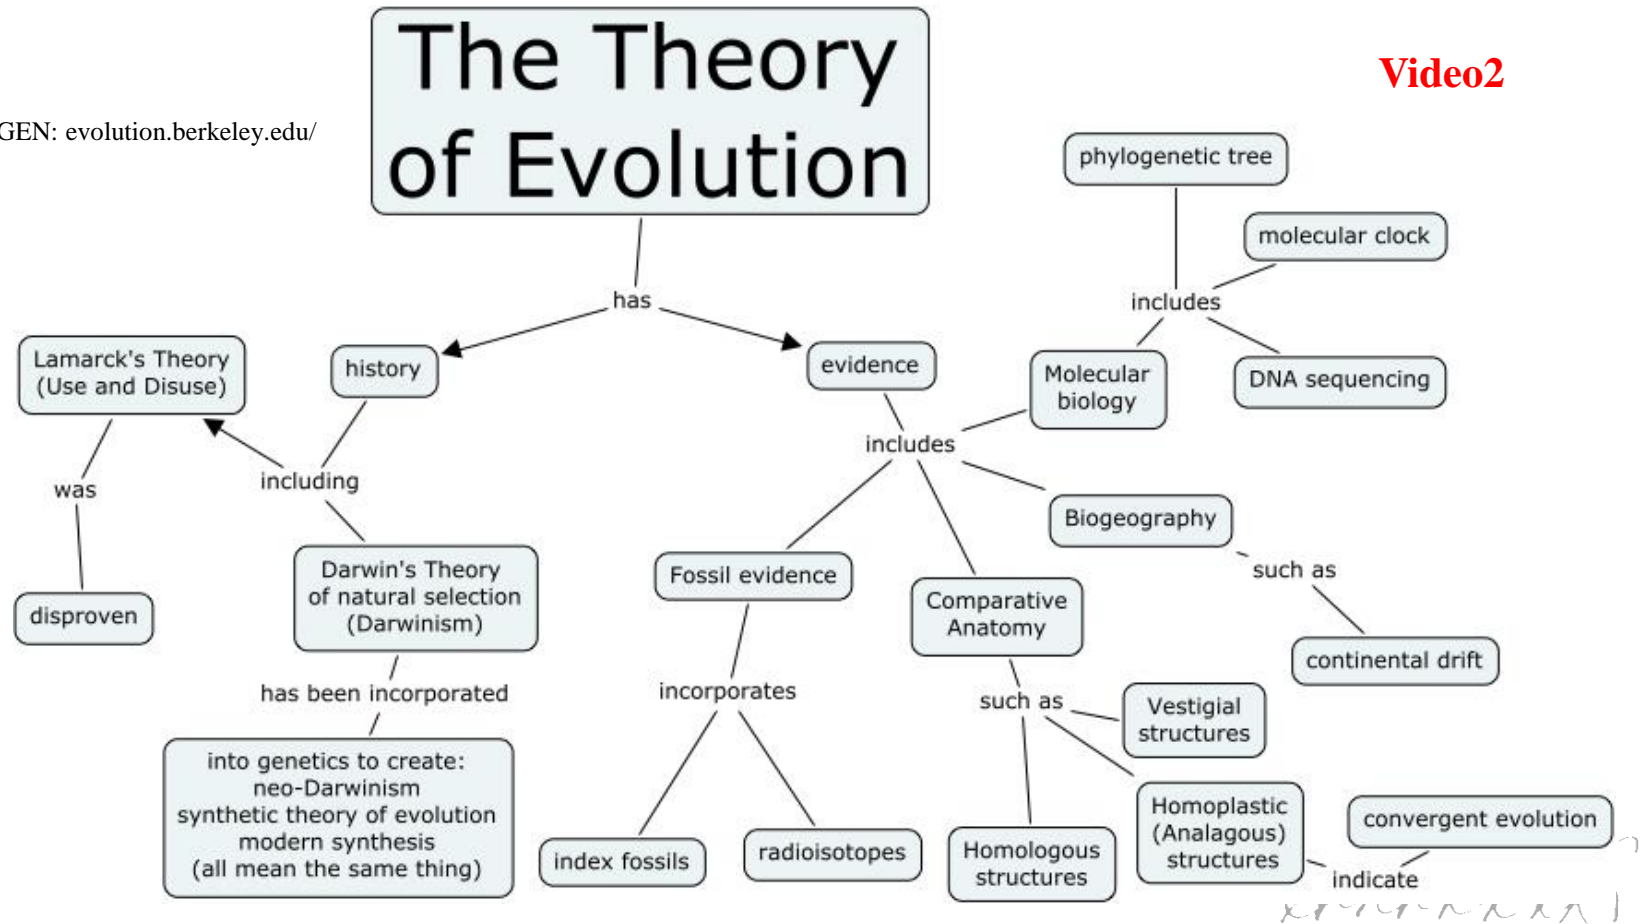 The Theory
of Evolution
Video2
GEN: evolution.berkeley.edu/
phylogenetic tree
molecular clock
includes
has
Lamarck's Theory
(Use and Disuse)
history
evidence
Molecular
biology
DNA sequencing
includes
including
was
Biogeography
such as
Darwin's Theory
of natural selection
(Darwinism)
Fossil evidence
Comparative
Anatomy
disproven
continental drift
has been incorporated
incorporates
such as
Vestigial
structures
into genetics to create:
neo-Darwinism
synthetic theory of evolution
modern synthesis
(all mean the same thing)
index fossils
radioisotopes
Homologous
structures
Homoplastic
(Analagous)
structures
convergent evolution
indicate